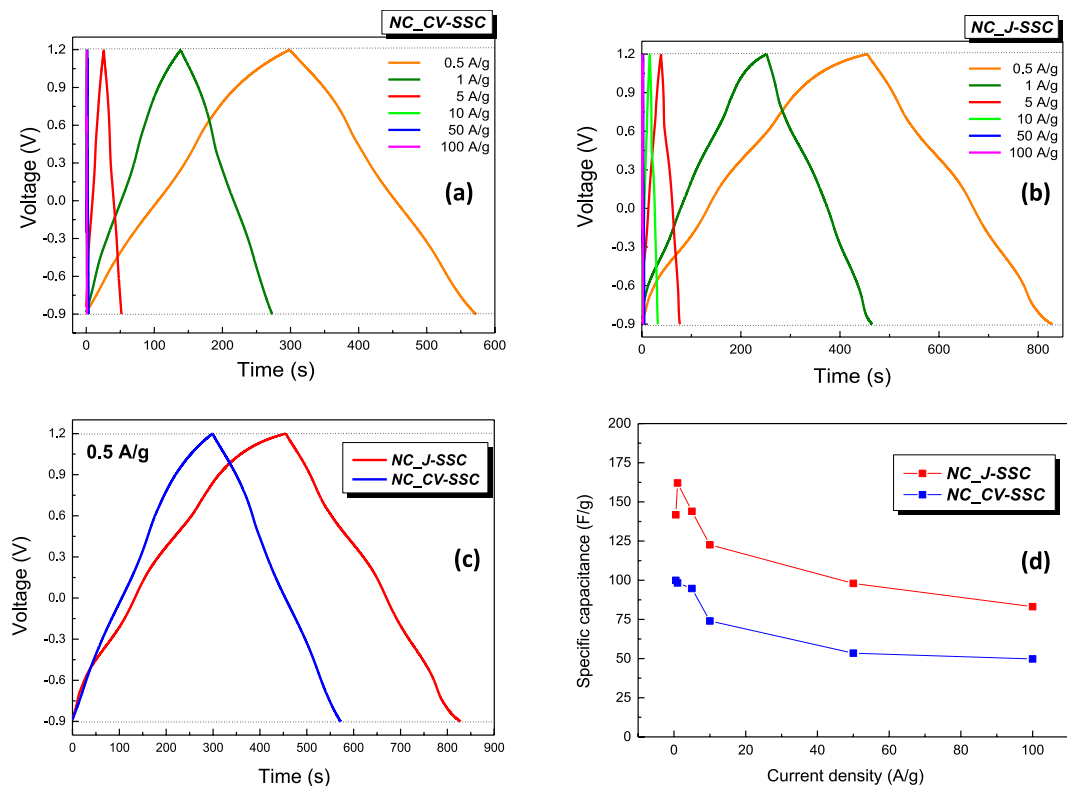 NC_CV-SSC
1.2
0.9
0.6
0.3
0.0
-0.3
-0.6
-0.9
Voltage (V)
0.5 A/g
1 A/g
5 A/g
10 A/g
50 A/g
100 A/g
(a)
0 100 200 300 400 500 600
Time (s)
NC_J-SSC
1.2
0.9
0.6
0.3
0.0
-0.3
-0.6
-0.9
Voltage (V)
0.5 A/g
1 A/g
5 A/g
10 A/g
50 A/g
100 A/g
(b)
0 200 400 600 800
Time (s)
0.5 A/g
1.2
0.9
0.6
0.3
0.0
-0.3
-0.6
-0.9
Voltage (V)
NC_J-SSC
NC_CV-SSC
(c)
0 100 200 300 400 500 600 700 800 900
Time (s)
200
175
150
125
100
75
50
25
0
Specific capacitance (F/g)
NC_J-SSC
NC_CV-SSC
(d)
0 20 40 60 80 100
Current density (A/g)